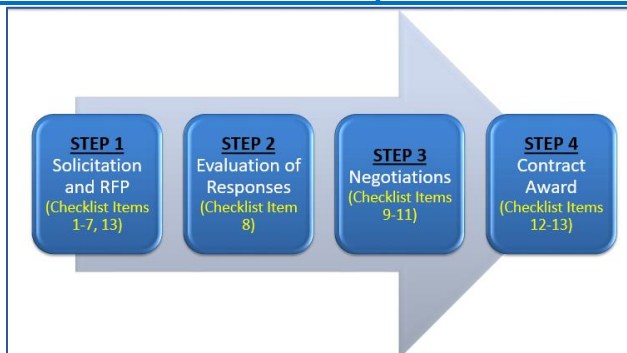 STEP 1
Solicitation
and RFP
(Checklist Items
1-7, 13)
STEP 2
Evaluation of
Responses
(Checklist Item
8)
STEP 3
Negotiations
(Checklist Items
9-11)
STEP 4
Contract
Award
(Checklist Items
12-13)